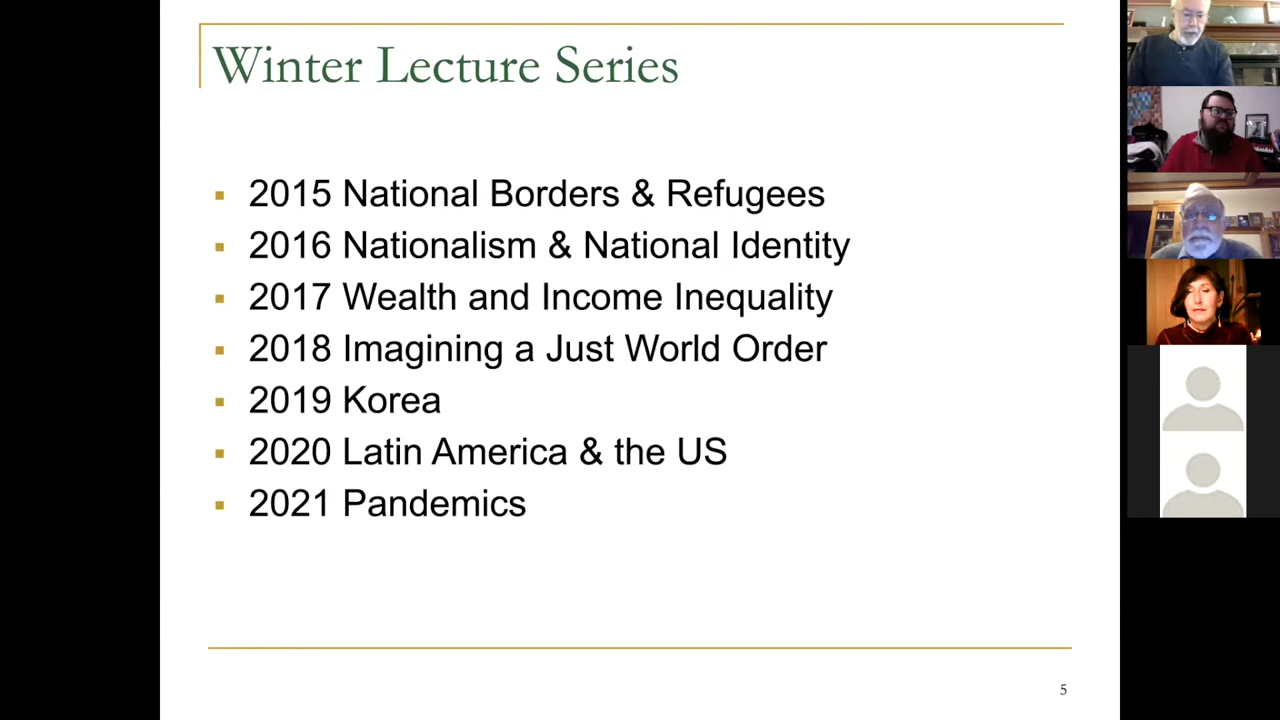 Winter Lecture Series
2015 National Borders & Refugees
2016 Nationalism & National Identity
2017 Wealth and Income Inequality
2018 Imagining a Just World Order
2019 Korea
2020 Latin America & the US
2021 Pandemics
5